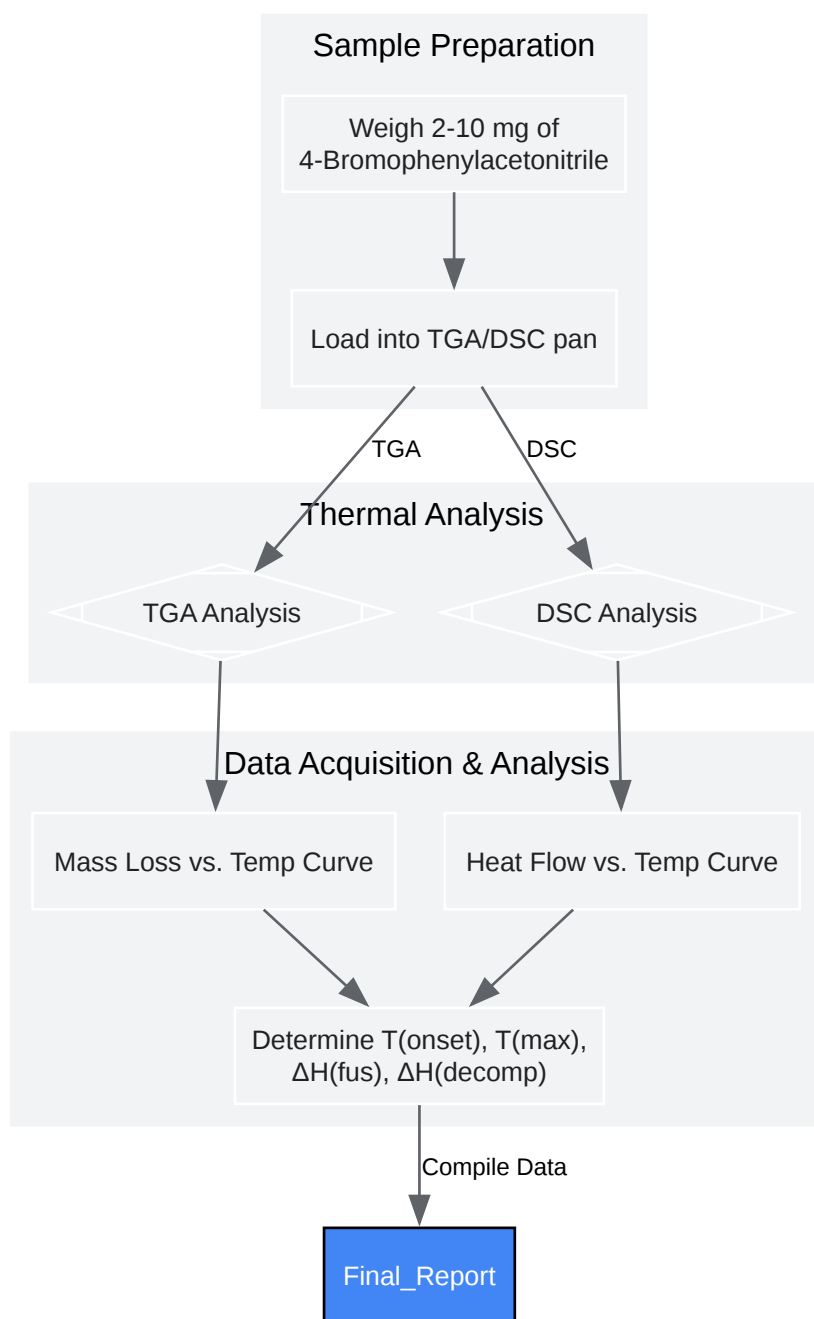 Sample Preparation
Weigh 2-10 mg of
4-Bromophenylacetonitrile
Load into TGA/DSC pan
TGA
DSC
Thermal Analysis
TGA Analysis
DSC Analysis
Data Acquisition & Analysis
Mass Loss vs. Temp Curve
Heat Flow vs. Temp Curve
Determine T(onset), T(max),
ΔH(fus), ΔH(decomp)
Compile Data
Final_Report